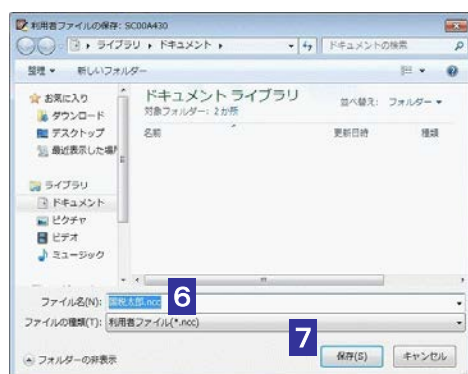 利用者ファイルの保存: SC00A430
ライブラリ ▸ ドキュメント ▸
ドキュメントの検索
整理 ▼ 新しいフォルダー
お気に入り
ダウンロード
デスクトップ
最近表示した場所
ライブラリ
ドキュメント
ピクチャ
ビデオ
ミュージック
ドキュメント ライブラリ
対象フォルダー: 2か所
並べ替え: フォルダー ▼
名前 更新日時 種類
ファイル名(N): 国税太郎.ncc
6
ファイルの種類(T): 利用者ファイル(*.ncc)
7
フォルダーの非表示
保存(S) キャンセル